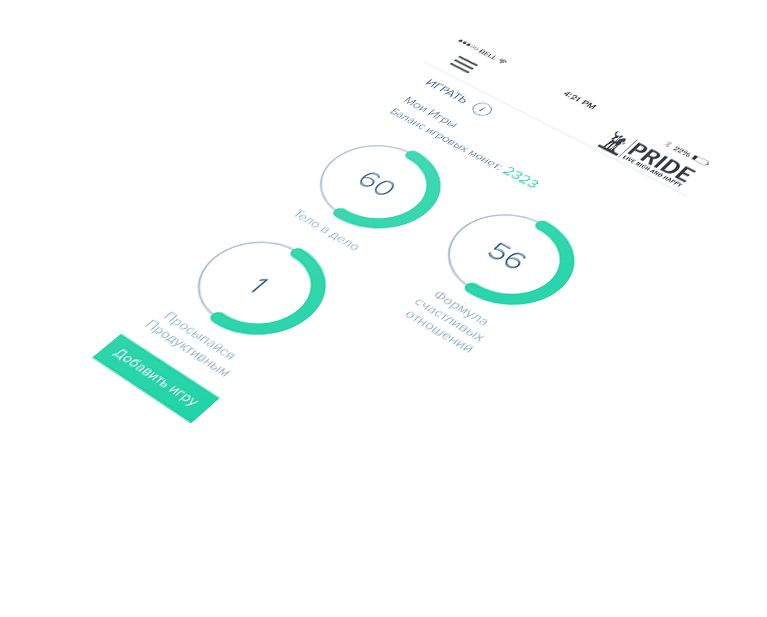 BELL
4:21 PM
22%
PRIDE
LIVE RICH AND HAPPY
ИГРАТЬ i
Мои Игры
Баланс игровых монет: 2323
60
Тело в дело
56
Формула
счастливых
отношений
1
Просыпайся
Продуктивным
Добавить игру